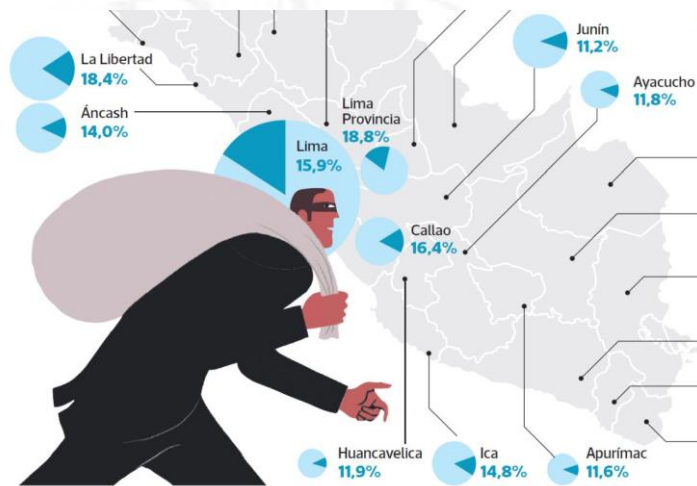 La Libertad
18,4%
Áncash
14,0%
Lima
15,9%
Lima
Provincia
18,8%
Junín
11,2%
Ayacucho
11,8%
Callao
16,4%
Huancavelica
11,9%
Ica
14,8%
Apurímac
11,6%